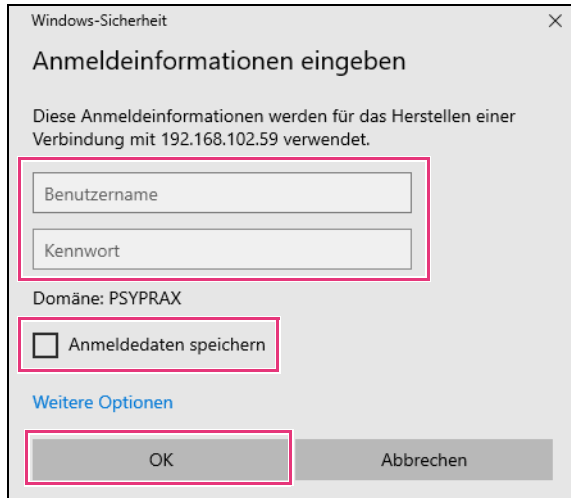 Windows-Sicherheit
Anmeldeinformationen eingeben
Diese Anmeldeinformationen werden für das Herstellen einer
Verbindung mit 192.168.102.59 verwendet.
Benutzername
Kennwort
Domäne: PSYPRAX
Anmeldedaten speichern
Weitere Optionen
OK
Abbrechen